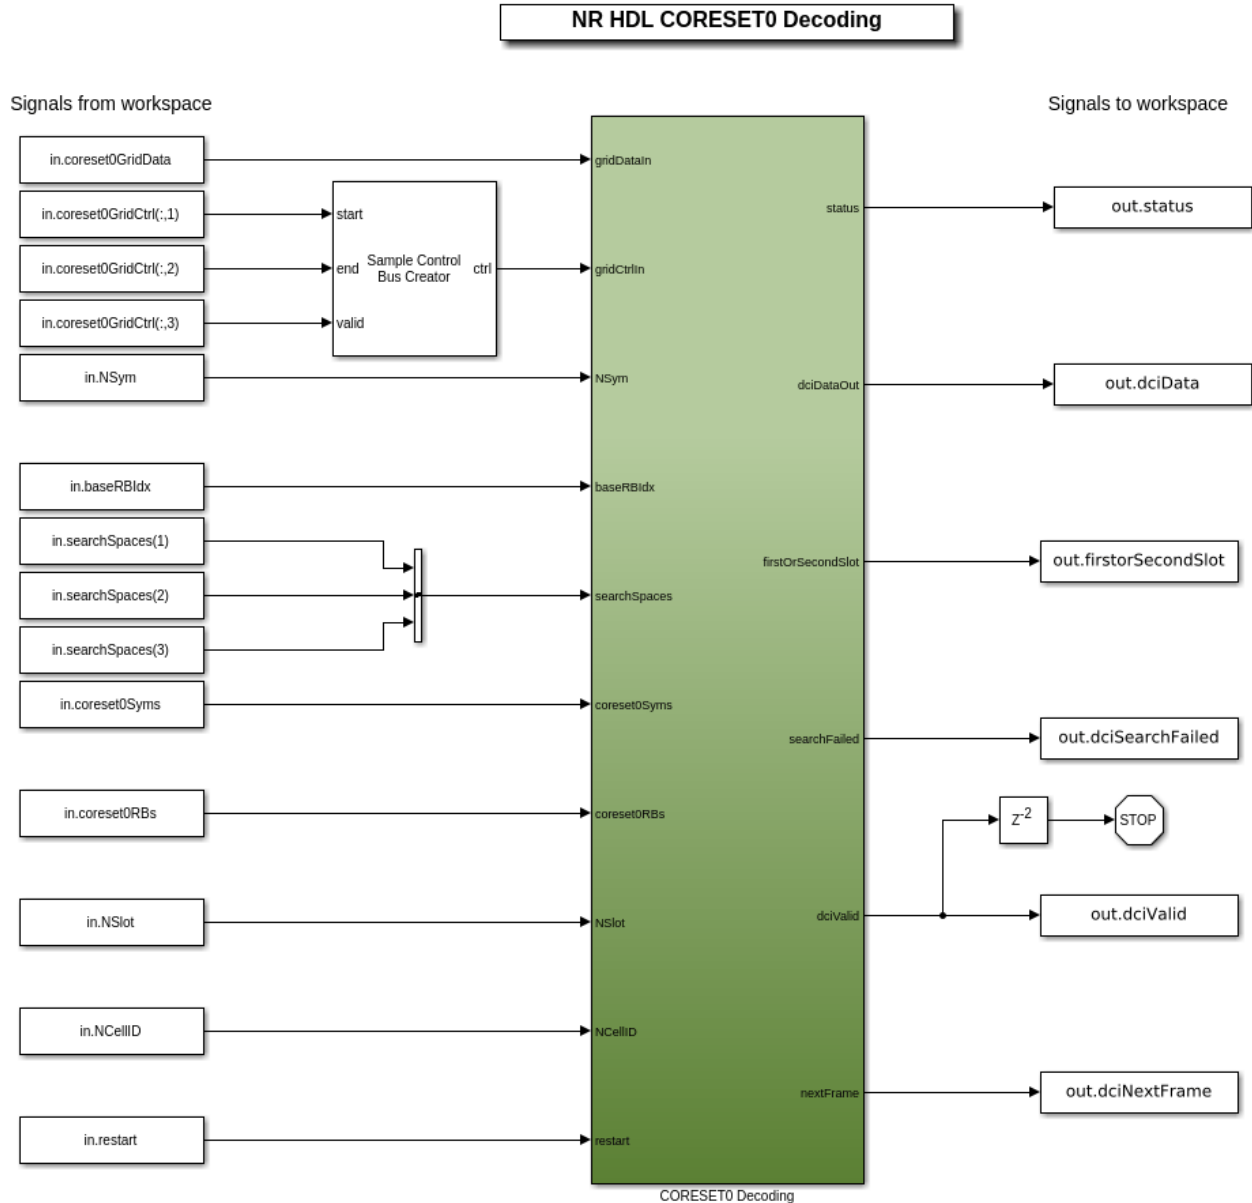 NR HDL CORESET0 Decoding
Signals from workspace
Signals to workspace
in.coreset0GridData
in.coreset0GridCtrl(:,1)
in.coreset0GridCtrl(:,2)
in.coreset0GridCtrl(:,3)
in.NSym
in.baseRBIdx
in.searchSpaces(1)
in.searchSpaces(2)
in.searchSpaces(3)
in.coreset0Syms
in.coreset0RBs
in.NSlot
in.NCellID
in.restart
start
end
valid
Sample Control
Bus Creator
ctrl
gridDataIn
gridCtrlIn
NSym
baseRBIdx
searchSpaces
coreset0Syms
coreset0RBs
NSlot
NCellID
restart
status
dciDataOut
firstOrSecondSlot
searchFailed
dciValid
nextFrame
CORESET0 Decoding
out.status
out.dciData
out.firstorSecondSlot
out.dciSearchFailed
Z-2
STOP
out.dciValid
out.dciNextFrame